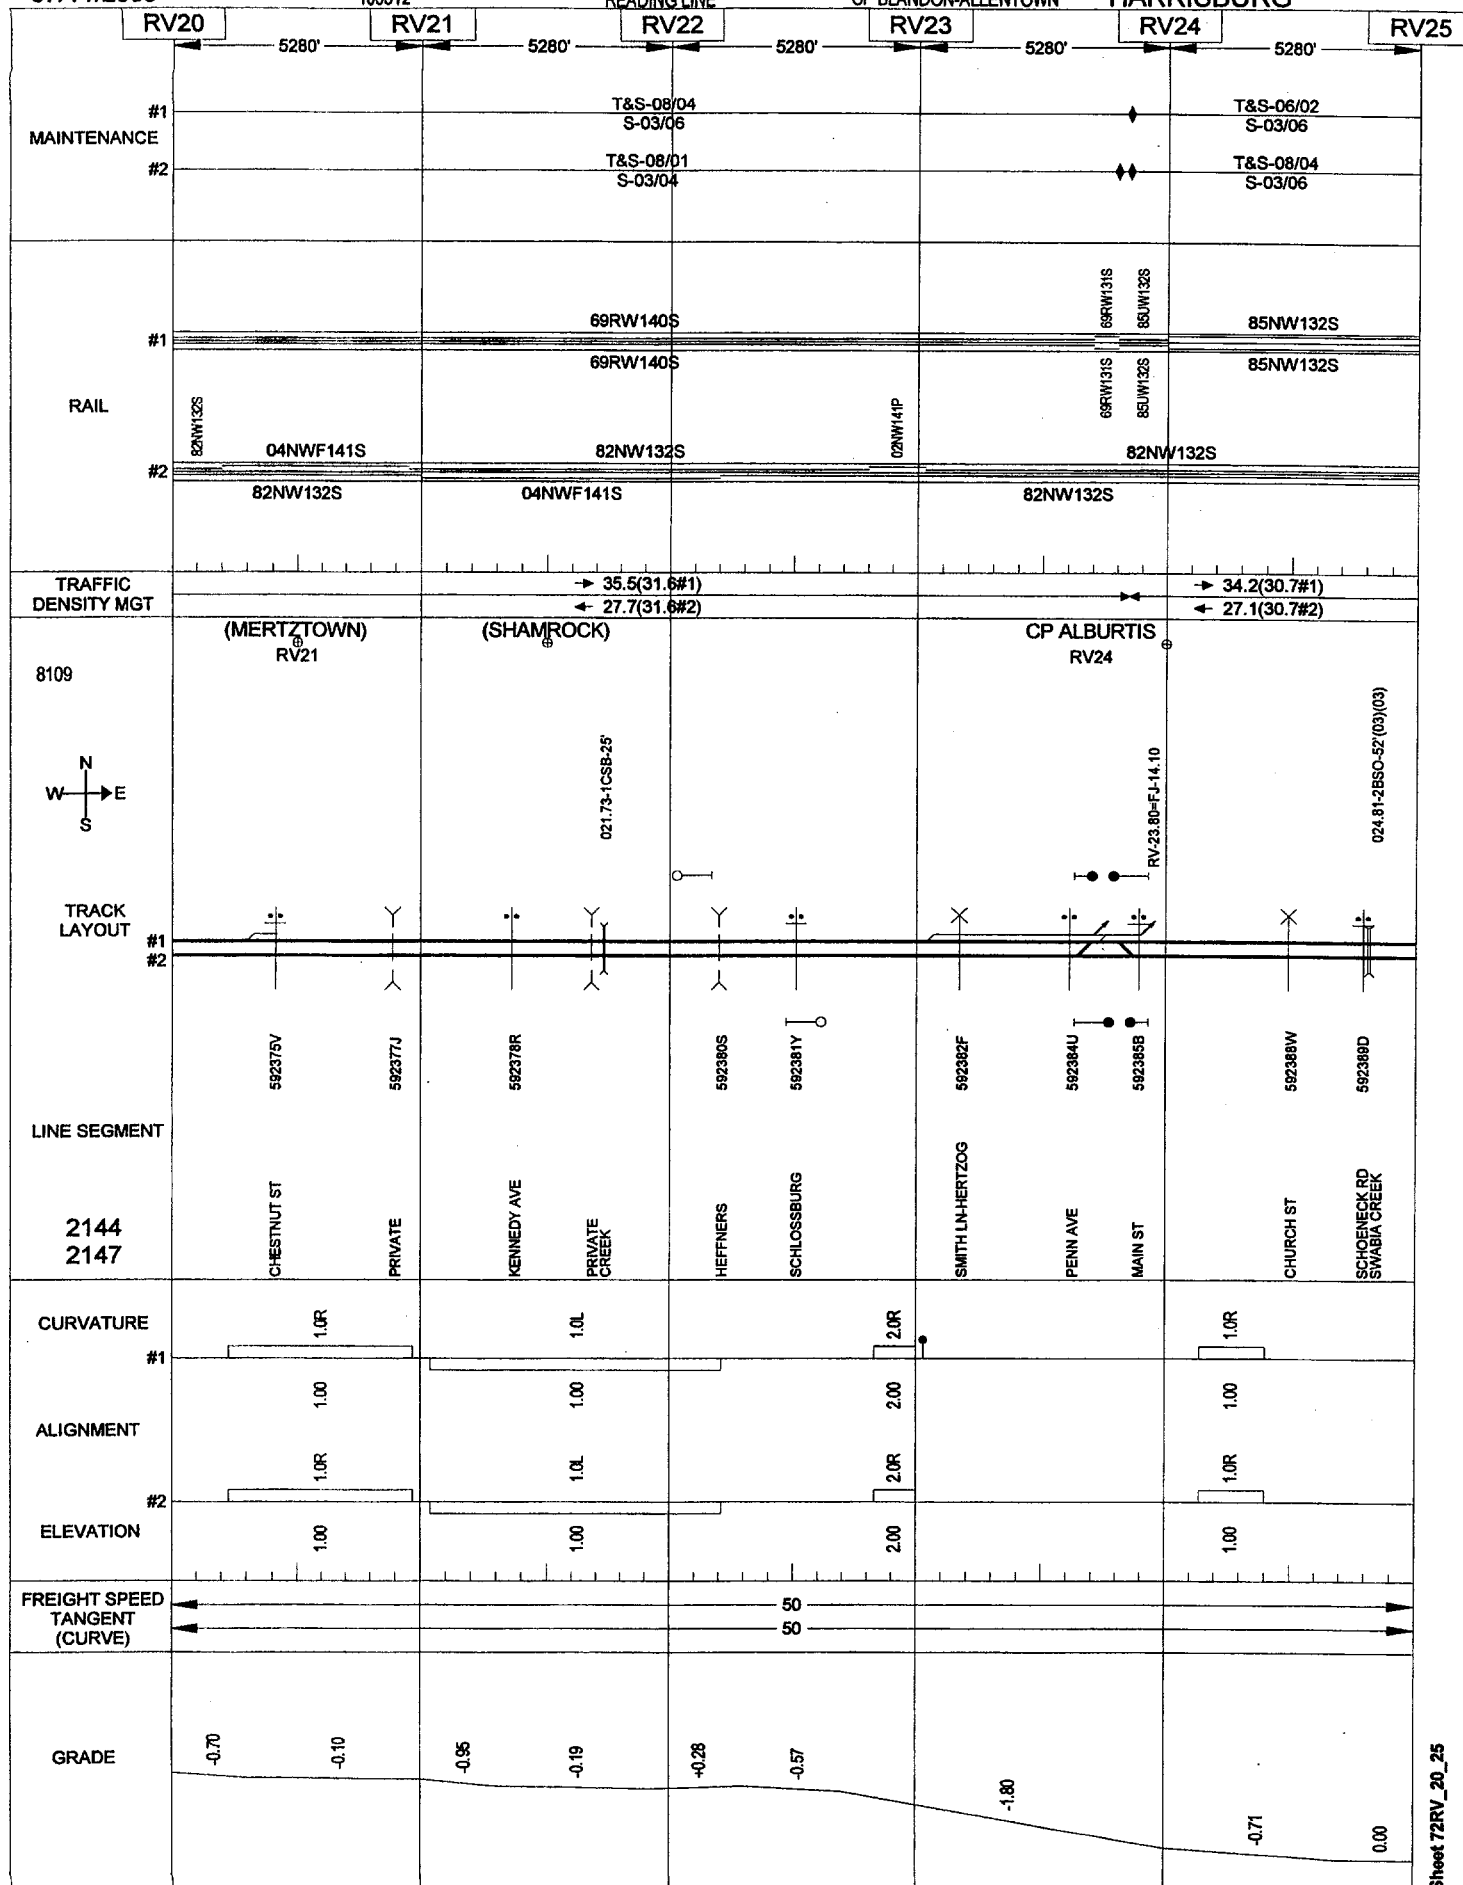 READING LINE
CP BLANDON-ALLENTOWN
HARRISBURG
RV20
RV21
RV22
RV23
RV24
RV25
5280'
5280'
5280'
5280'
5280'
MAINTENANCE
#1
T&S-08/04
S-03/06
T&S-06/02
S-03/06
#2
T&S-08/01
S-03/04
T&S-08/04
S-03/06
RAIL
#1
69RW140S
69RW131S
85UW132S
85NW132S
69RW140S
69RW131S
85UW132S
85NW132S
#2
82NW132S
04NWF141S
82NW132S
02NW141P
82NW132S
82NW132S
04NWF141S
82NW132S
TRAFFIC
DENSITY MGT
35.5(31.6#1)
34.2(30.7#1)
27.7(31.6#2)
27.1(30.7#2)
(MERTZTOWN)
RV21
(SHAMROCK)
CP ALBURTIS
RV24
8109
N
W
E
S
021.73-1CSB-25'
RV-23.80=FJ-14.10
024.81-2BSO-52'(03)(03)
TRACK
LAYOUT
#1
#2
592375V
592377J
592378R
592380S
592381Y
592382F
592384U
592385B
592388W
592389D
LINE SEGMENT
2144
2147
CHESTNUT ST
PRIVATE
KENNEDY AVE
PRIVATE
CREEK
HEFFNERS
SCHLOSSBURG
SMITH LN-HERTZOG
PENN AVE
MAIN ST
CHURCH ST
SCHOENECK RD
SWABIA CREEK
CURVATURE
#1
1.0R
1.0L
2.0R
1.0R
1.00
1.00
2.00
1.00
ALIGNMENT
#2
1.0R
1.0L
2.0R
1.0R
ELEVATION
1.00
1.00
2.00
1.00
FREIGHT SPEED
TANGENT
(CURVE)
50
50
GRADE
-0.70
-0.10
-0.95
-0.19
+0.28
-0.57
-1.80
-0.71
0.00
Sheet 72RV_20_25